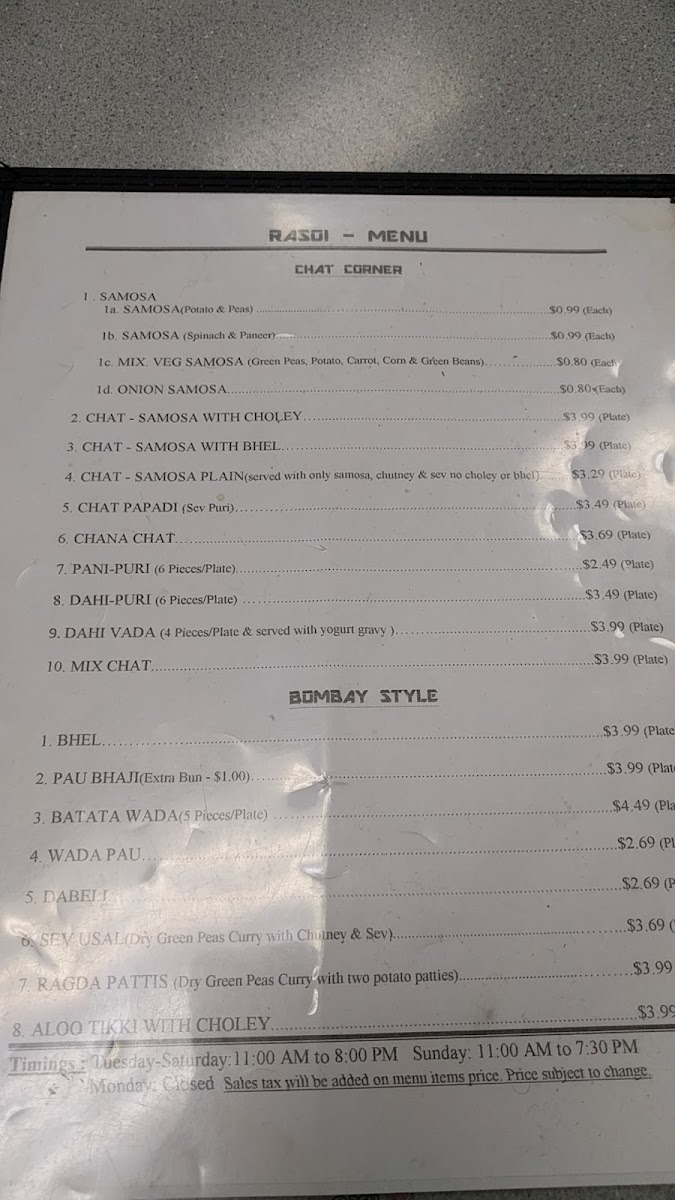 RASOI - MENU
CHAT CORNER
1 . SAMOSA
1a. SAMOSA(Potato & Peas) ........ $0.99 (Each)
1b. SAMOSA (Spinach & Paneer)........ $0.99 (Each)
1c. MIX. VEG SAMOSA (Green Peas, Potato, Carrot, Corn & Green Beans)........ $0.80 (Each
1d. ONION SAMOSA........ $0.80 (Each)
2. CHAT - SAMOSA WITH CHOLEY........ $3.99 (Plate)
3. CHAT - SAMOSA WITH BHEL........ $3.99 (Plate)
4. CHAT - SAMOSA PLAIN(served with only samosa, chutney & sev no choley or bhel)........ $3.29 (Plate)
5. CHAT PAPADI (Sev Puri)........ $3.49 (Plate)
6. CHANA CHAT........ $3.69 (Plate)
7. PANI-PURI (6 Pieces/Plate)........ $2.49 (Plate)
8. DAHI-PURI (6 Pieces/Plate) ........ $3.49 (Plate)
9. DAHI VADA (4 Pieces/Plate & served with yogurt gravy )........ $3.99 (Plate)
10. MIX CHAT........ $3.99 (Plate)
BOMBAY STYLE
1. BHEL........ $3.99 (Plate
2. PAU BHAJI(Extra Bun - $1.00)........ $3.99 (Plat
3. BATATA WADA(5 Pieces/Plate) ........ $4.49 (Pla
4. WADA PAU........ $2.69 (Pl
5. DABELI........ $2.69 (P
6. SEV USAL(Dry Green Peas Curry with Chutney & Sev)........ $3.69 (
7. RAGDA PATTIS (Dry Green Peas Curry with two potato patties)........ $3.99
8. ALOO TIKKI WITH CHOLEY........ $3.99
Timings : Tuesday-Saturday:11:00 AM to 8:00 PM Sunday: 11:00 AM to 7:30 PM
Monday: Closed Sales tax will be added on menu items price. Price subject to change.